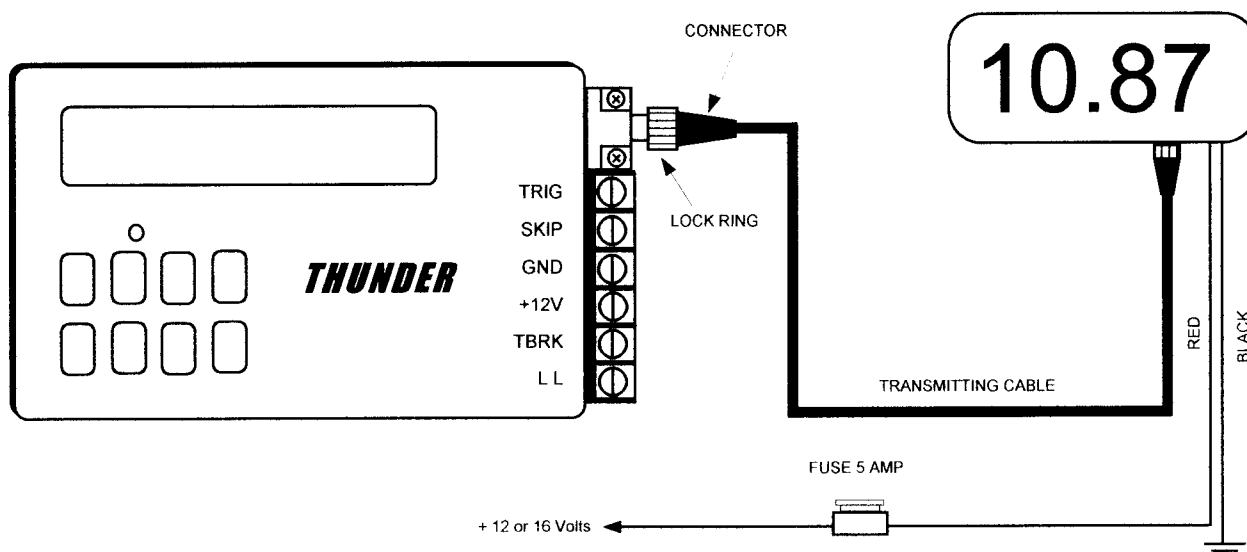 CONNECTOR
10.87
TRIG
SKIP
LOCK RING
GND
THUNDER
+12V
TBRK
L L
RED
BLACK
TRANSMITTING CABLE
FUSE 5 AMP
+ 12 or 16 Volts